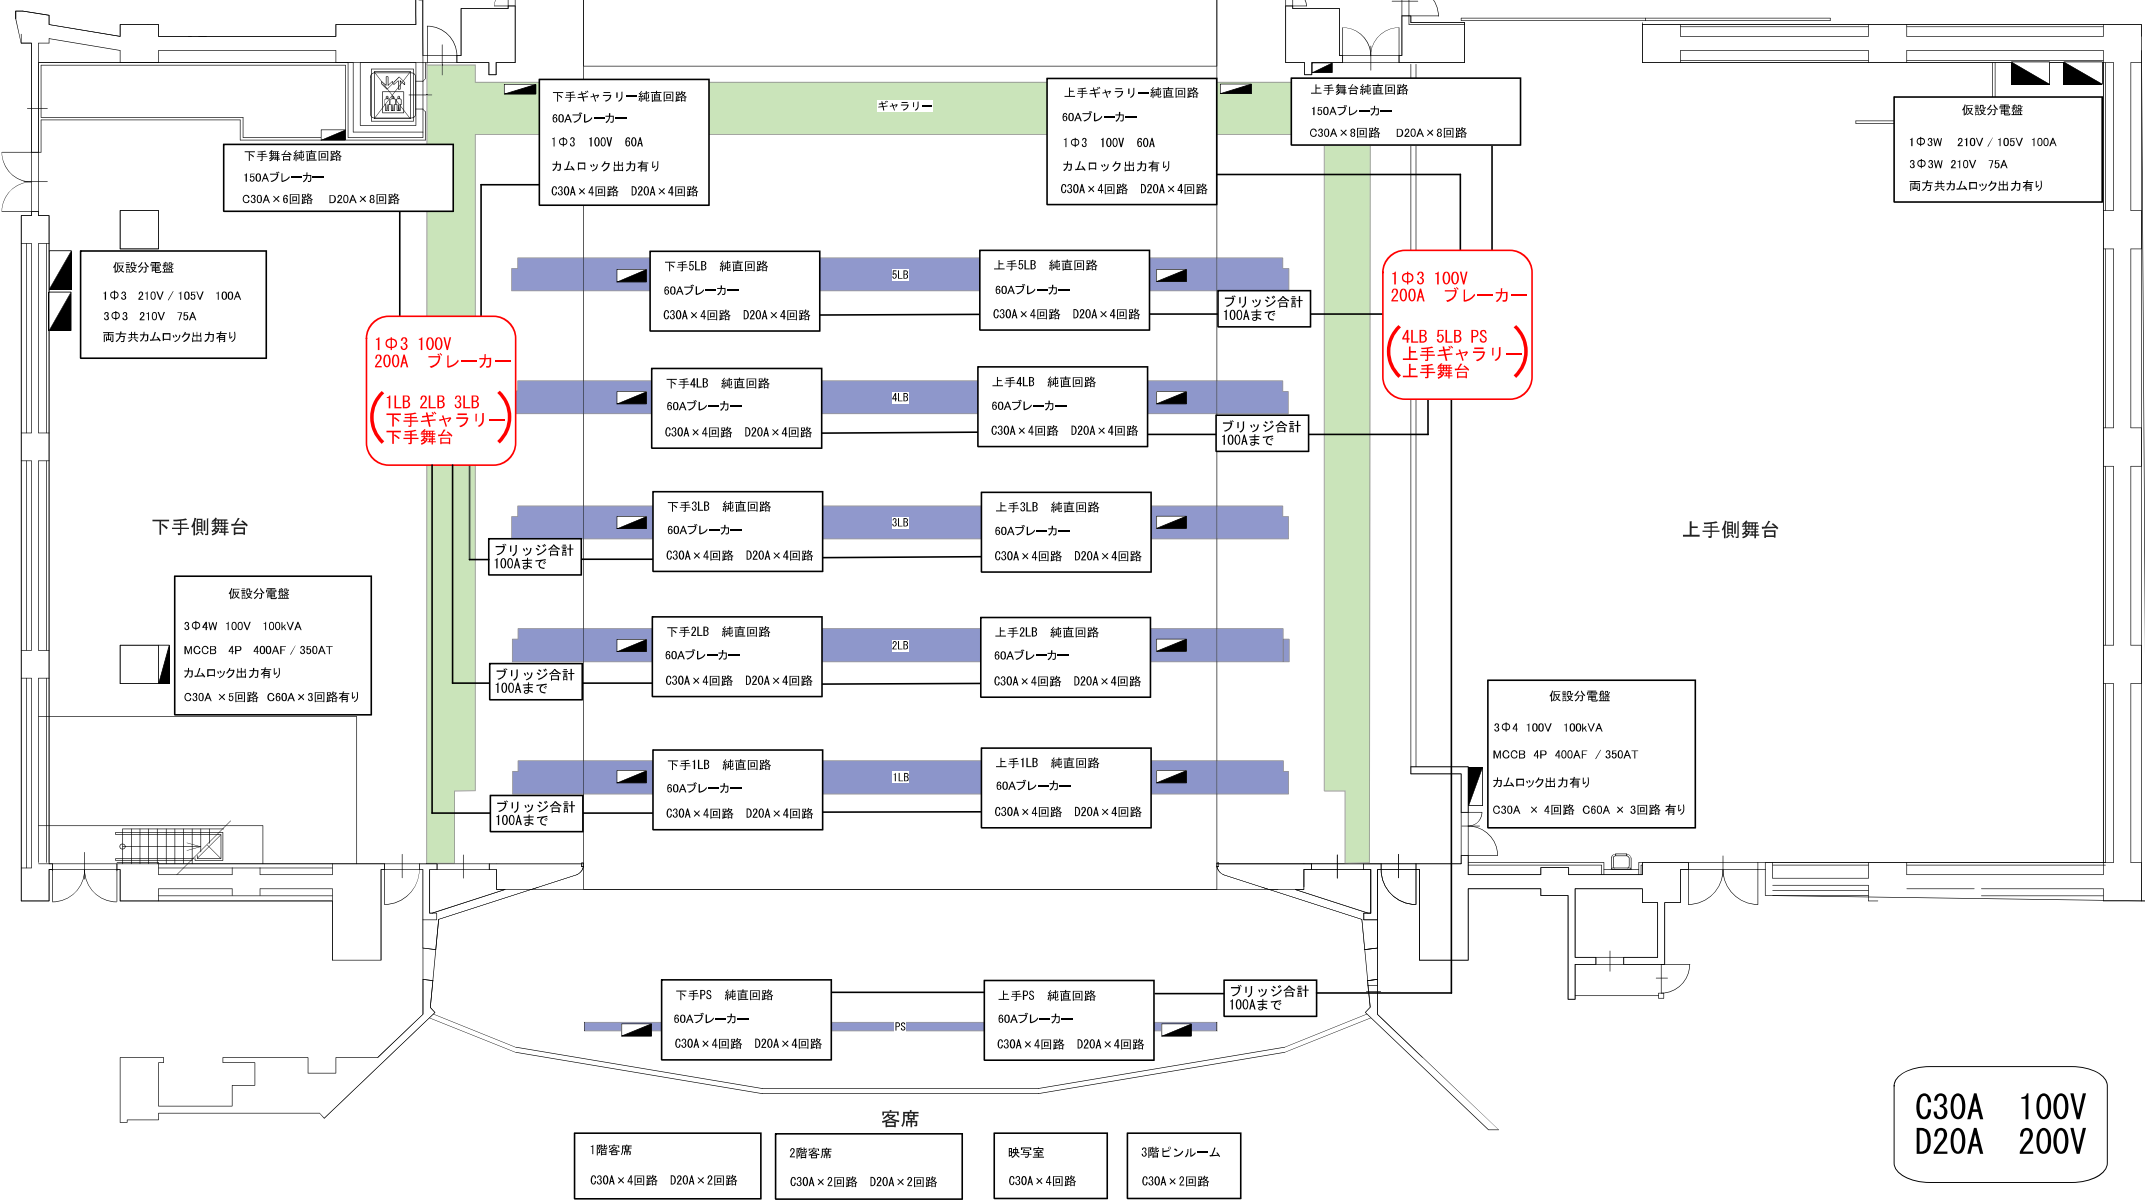 下手ギャラリー純直回路
60Aブレーカー
1Φ3 100V 60A
カムロック出力有り
C30A×4回路 D20A×4回路
ギャラリー
上手ギャラリー純直回路
60Aブレーカー
1Φ3 100V 60A
カムロック出力有り
C30A×4回路 D20A×4回路
上手舞台純直回路
150Aブレーカー
C30A×8回路 D20A×8回路
仮設分電盤
1Φ3W 210V / 105V 100A
3Φ3W 210V 75A
両方共カムロック出力有り
下手舞台純直回路
150Aブレーカー
C30A×6回路 D20A×8回路
仮設分電盤
1Φ3 210V / 105V 100A
3Φ3 210V 75A
両方共カムロック出力有り
下手5LB 純直回路
60Aブレーカー
C30A×4回路 D20A×4回路
5LB
上手5LB 純直回路
60Aブレーカー
C30A×4回路 D20A×4回路
ブリッジ合計
100Aまで
1Φ3 100V
200A ブレーカー
(4LB 5LB PS
上手ギャラリー
上手舞台)
1Φ3 100V
200A ブレーカー
(1LB 2LB 3LB
下手ギャラリー
下手舞台)
下手4LB 純直回路
60Aブレーカー
C30A×4回路 D20A×4回路
4LB
上手4LB 純直回路
60Aブレーカー
C30A×4回路 D20A×4回路
ブリッジ合計
100Aまで
下手側舞台
ブリッジ合計
100Aまで
下手3LB 純直回路
60Aブレーカー
C30A×4回路 D20A×4回路
3LB
上手3LB 純直回路
60Aブレーカー
C30A×4回路 D20A×4回路
上手側舞台
仮設分電盤
3Φ4W 100V 100kVA
MCCB 4P 400AF / 350AT
カムロック出力有り
C30A ×5回路 C60A×3回路有り
ブリッジ合計
100Aまで
下手2LB 純直回路
60Aブレーカー
C30A×4回路 D20A×4回路
2LB
上手2LB 純直回路
60Aブレーカー
C30A×4回路 D20A×4回路
仮設分電盤
3Φ4 100V 100kVA
MCCB 4P 400AF / 350AT
カムロック出力有り
C30A × 4回路 C60A × 3回路 有り
ブリッジ合計
100Aまで
下手1LB 純直回路
60Aブレーカー
C30A×4回路 D20A×4回路
1LB
上手1LB 純直回路
60Aブレーカー
C30A×4回路 D20A×4回路
下手PS 純直回路
60Aブレーカー
C30A×4回路 D20A×4回路
PS
上手PS 純直回路
60Aブレーカー
C30A×4回路 D20A×4回路
ブリッジ合計
100Aまで
客席
1階客席
C30A×4回路 D20A×2回路
2階客席
C30A×2回路 D20A×2回路
映写室
C30A×4回路
3階ピンルーム
C30A×2回路
C30A 100V
D20A 200V